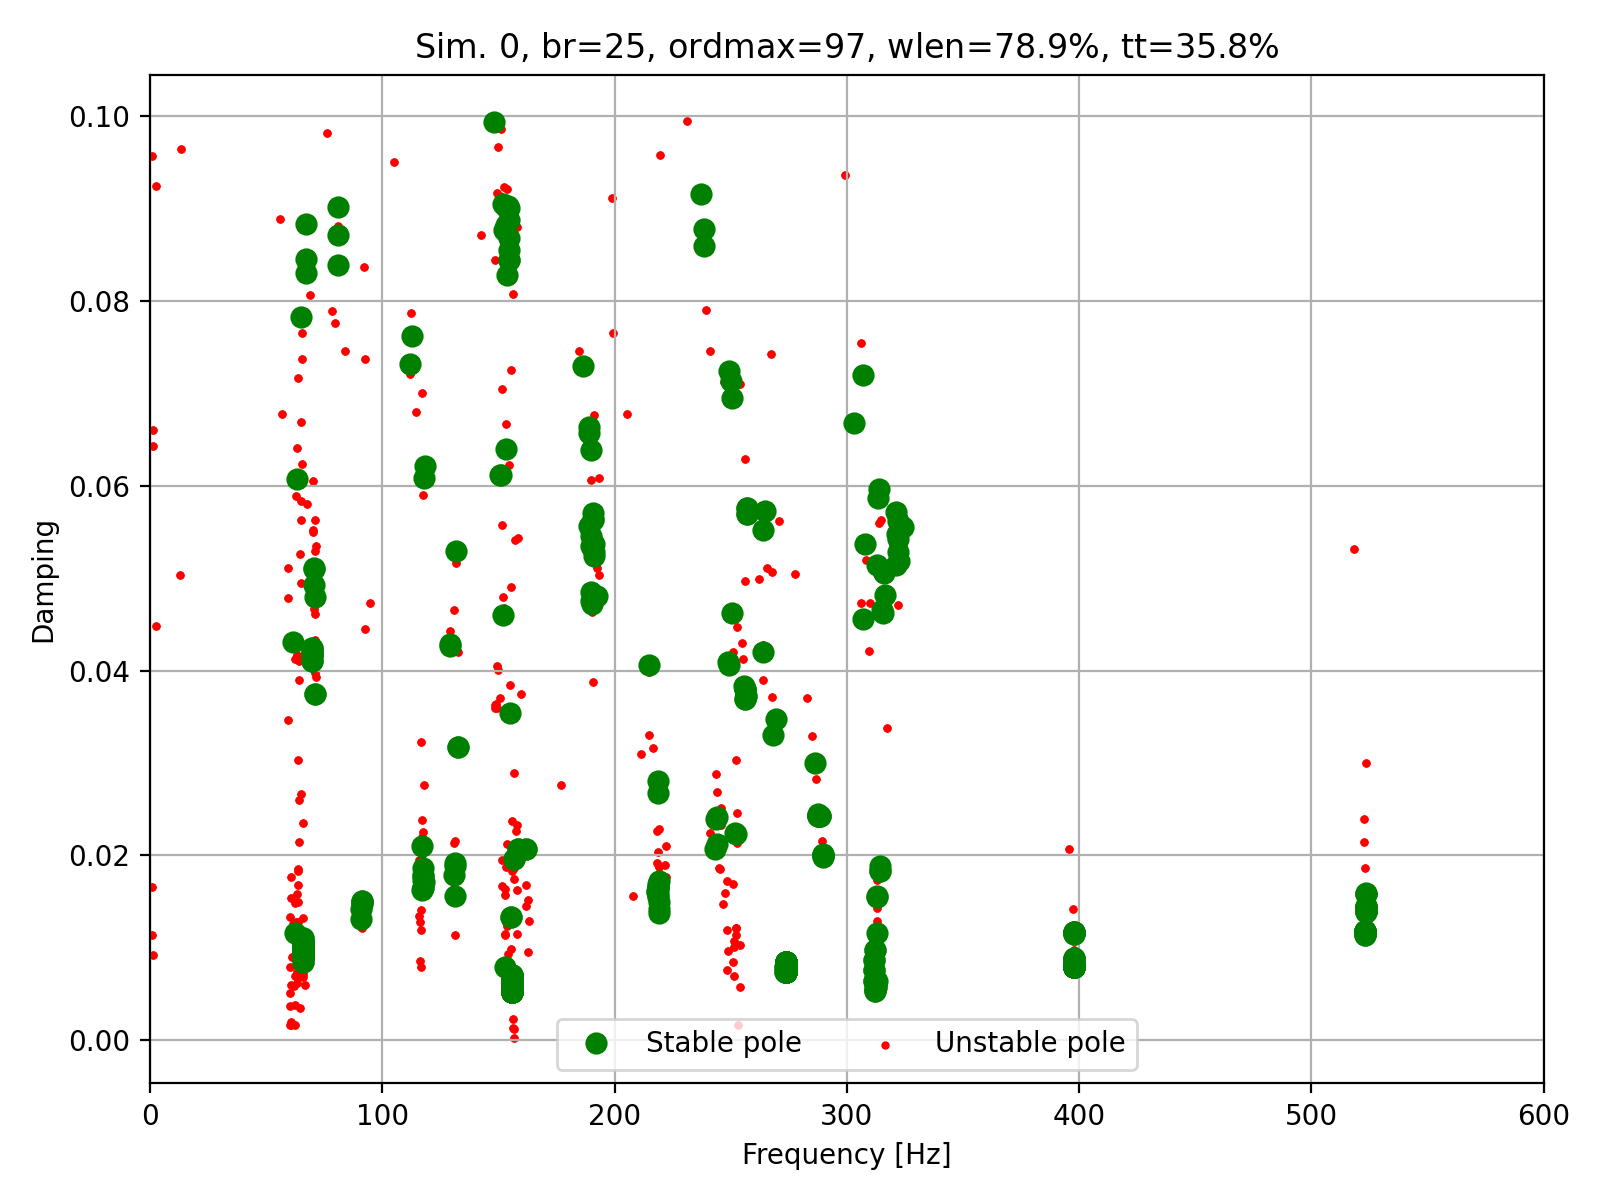 Sim. 0, br=25, ordmax=97, wlen=78.9%, tt=35.8%
0.10
0.08
0.06
0.04
0.02
0.00
Damping
Stable pole
Unstable pole
0
100
200
300
400
500
600
Frequency [Hz]